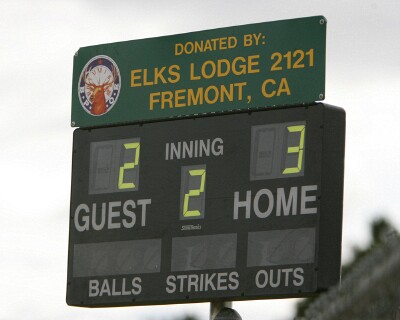 DONATED BY:
ELKS LODGE 2121
FREMONT, CA
2 INNING 3
GUEST 2 HOME
BALLS STRIKES OUTS